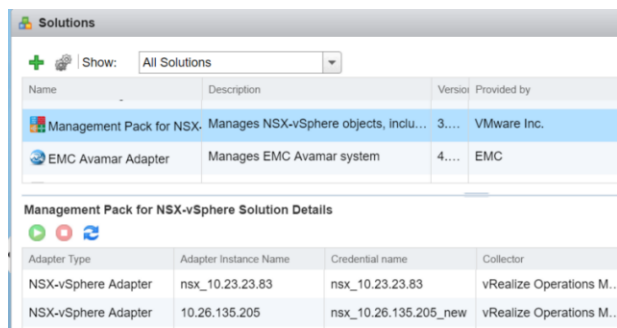 Solutions
Show: All Solutions
Name Description Version Provided by
Management Pack for NSX- Manages NSX-vSphere objects, inclu... 3.... VMware Inc.
EMC Avamar Adapter Manages EMC Avamar system 4.... EMC
Management Pack for NSX-vSphere Solution Details
Adapter Type Adapter Instance Name Credential name Collector
NSX-vSphere Adapter nsx_10.23.23.83 nsx_10.23.23.83 vRealize Operations M...
NSX-vSphere Adapter 10.26.135.205 nsx_10.26.135.205_new vRealize Operations M...